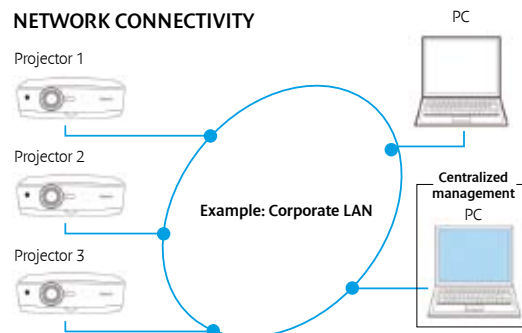 NETWORK CONNECTIVITY
PC
Projector 1
Projector 2
Example: Corporate LAN
Centralized
management
PC
Projector 3